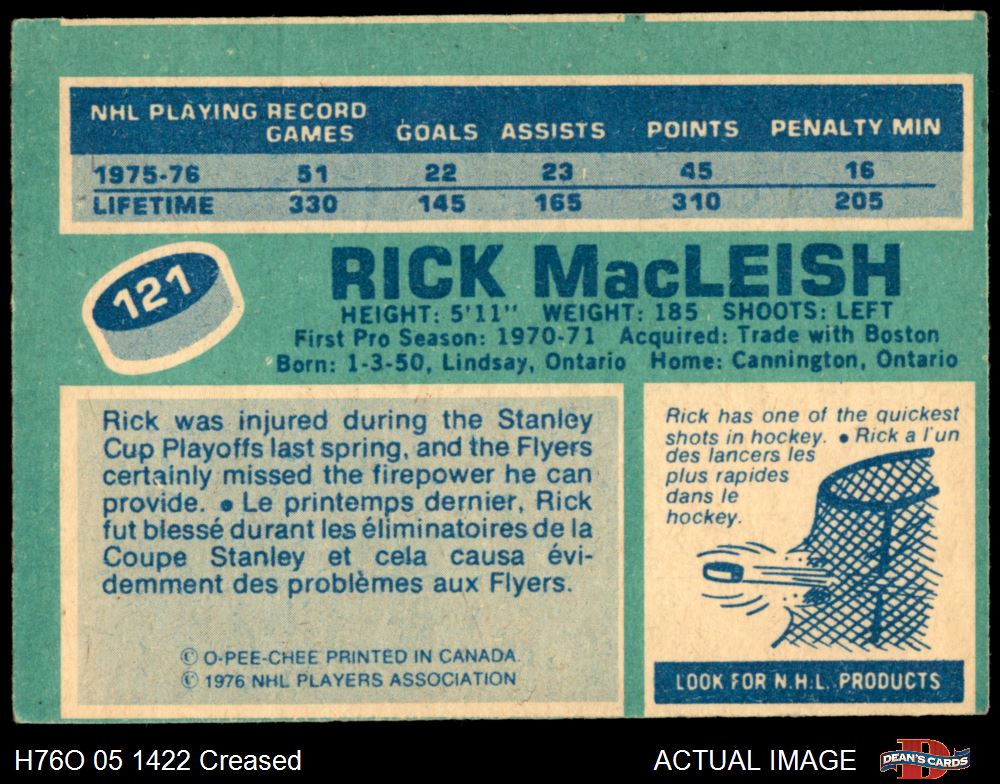 NHL PLAYING RECORD
GAMES GOALS ASSISTS POINTS PENALTY MIN
1975-76 51 22 23 45 16
LIFETIME 330 145 165 310 205
121
RICK MacLEISH
HEIGHT: 5'11" WEIGHT: 185 SHOOTS: LEFT
First Pro Season: 1970-71 Acquired: Trade with Boston
Born: 1-3-50, Lindsay, Ontario Home: Cannington, Ontario
Rick was injured during the Stanley
Cup Playoffs last spring, and the Flyers
certainly missed the firepower he can
provide. • Le printemps dernier, Rick
fut blessé durant les éliminatoires de la
Coupe Stanley et cela causa évi-
demment des problèmes aux Flyers.
© O-PEE-CHEE PRINTED IN CANADA.
© 1976 NHL PLAYERS ASSOCIATION
Rick has one of the quickest
shots in hockey. • Rick a l'un
des lancers les
plus rapides
dans le
hockey.
LOOK FOR N.H.L. PRODUCTS
H76O 05 1422 Creased
ACTUAL IMAGE
D
DEAN'S CARDS